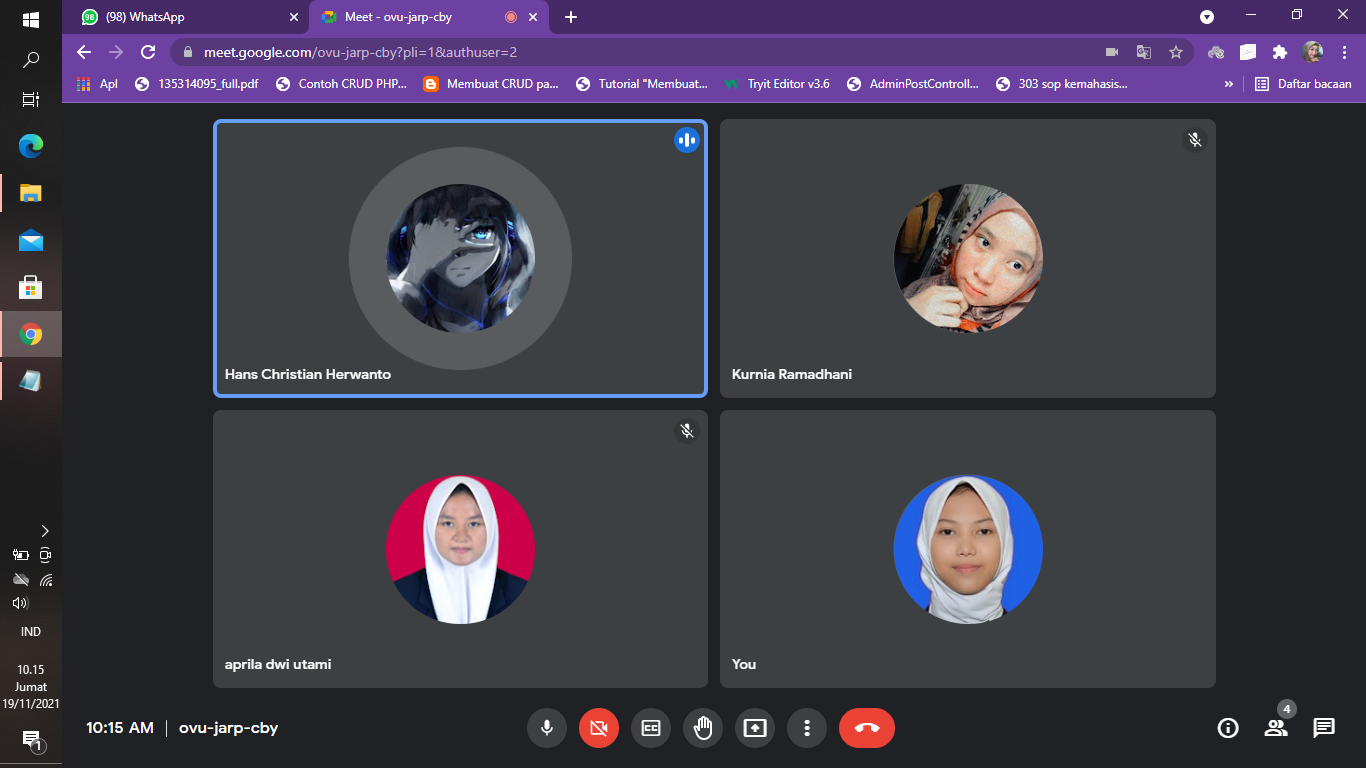 98
(98) WhatsApp
Meet - ovu-jarp-cby
meet.google.com/ovu-jarp-cby?pli=1&authuser=2
Apl
135314095_full.pdf
Contoh CRUD PHP...
Membuat CRUD pa...
Tutorial "Membuat...
Tryit Editor v3.6
AdminPostControll...
303 sop kemahasis...
»
Daftar bacaan
Hans Christian Herwanto
Kurnia Ramadhani
aprila dwi utami
You
IND
10.15
Jumat
19/11/2021
1
10:15 AM | ovu-jarp-cby
CC
4